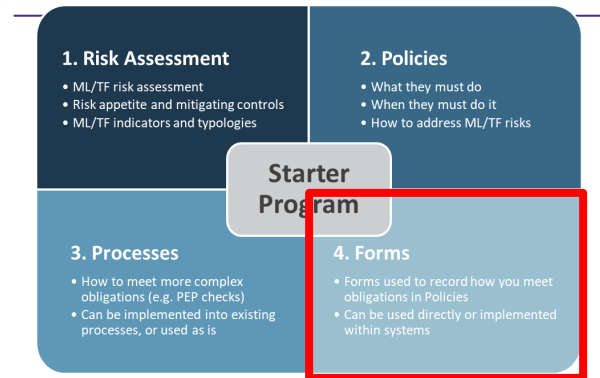 1. Risk Assessment
• ML/TF risk assessment
• Risk appetite and mitigating controls
• ML/TF indicators and typologies
2. Policies
• What they must do
• When they must do it
• How to address ML/TF risks
Starter
Program
3. Processes
• How to meet more complex
obligations (e.g. PEP checks)
• Can be implemented into existing
processes, or used as is
4. Forms
• Forms used to record how you meet
obligations in Policies
• Can be used directly or implemented
within systems